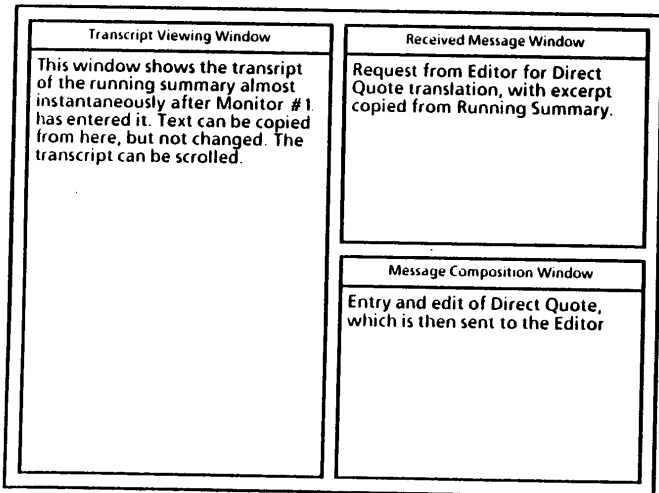 Transcript Viewing Window
This window shows the transript
of the running summary almost
instantaneously after Monitor #1
has entered it. Text can be copied
from here, but not changed. The
transcript can be scrolled.
Received Message Window
Request from Editor for Direct
Quote translation, with excerpt
copied from Running Summary.
Message Composition Window
Entry and edit of Direct Quote,
which is then sent to the Editor